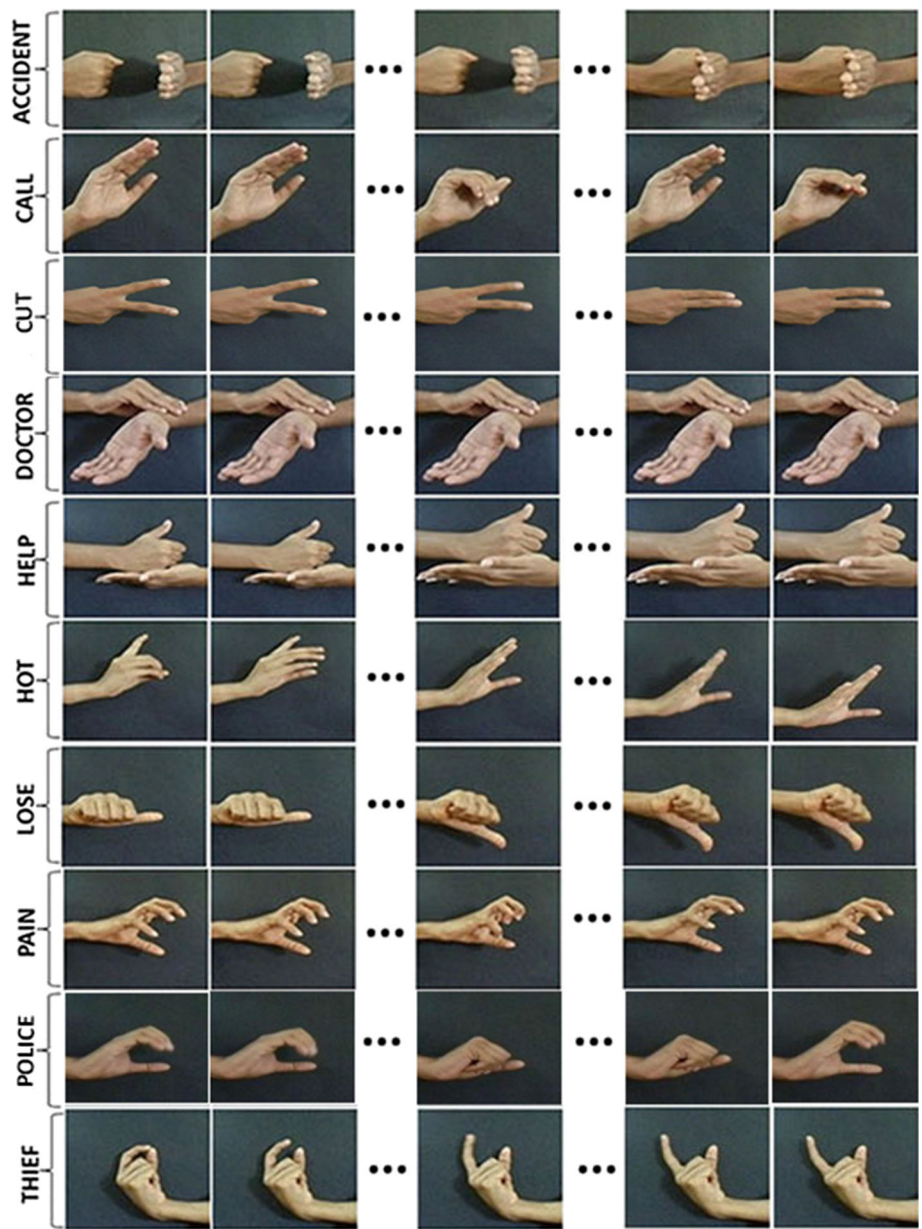 ACCIDENT
CALL
CUT
DOCTOR
HELP
HOT
LOSE
PAIN
POLICE
THIEF